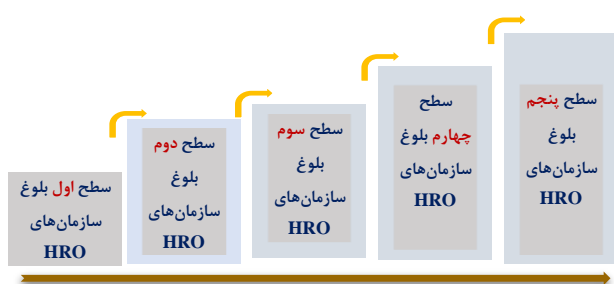 سطح اول بلوغ
سازمان‌های
HRO
سطح دوم
بلوغ
سازمان‌های
HRO
سطح سوم
بلوغ
سازمان‌های
HRO
سطح
چهارم بلوغ
سازمان‌های
HRO
سطح پنجم
بلوغ
سازمان‌های
HRO